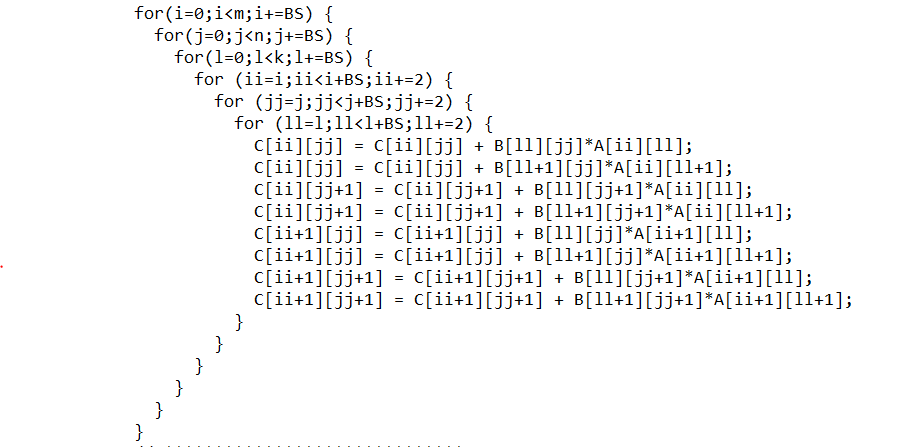 for(i=0;i<m;i+=BS) {
for(j=0;j<n;j+=BS) {
for(l=0;l<k;l+=BS) {
for (ii=i;ii<i+BS;ii+=2) {
for (jj=j;jj<j+BS;jj+=2) {
for (ll=l;ll<l+BS;ll+=2) {
C[ii][jj] = C[ii][jj] + B[ll][jj]*A[ii][ll];
C[ii][jj] = C[ii][jj] + B[ll+1][jj]*A[ii][ll+1];
C[ii][jj+1] = C[ii][jj+1] + B[ll][jj+1]*A[ii][ll];
C[ii][jj+1] = C[ii][jj+1] + B[ll+1][jj+1]*A[ii][ll+1];
C[ii+1][jj] = C[ii+1][jj] + B[ll][jj]*A[ii+1][ll];
C[ii+1][jj] = C[ii+1][jj] + B[ll+1][jj]*A[ii+1][ll+1];
C[ii+1][jj+1] = C[ii+1][jj+1] + B[ll][jj+1]*A[ii+1][ll];
C[ii+1][jj+1] = C[ii+1][jj+1] + B[ll+1][jj+1]*A[ii+1][ll+1];
}
}
}
}
}
}